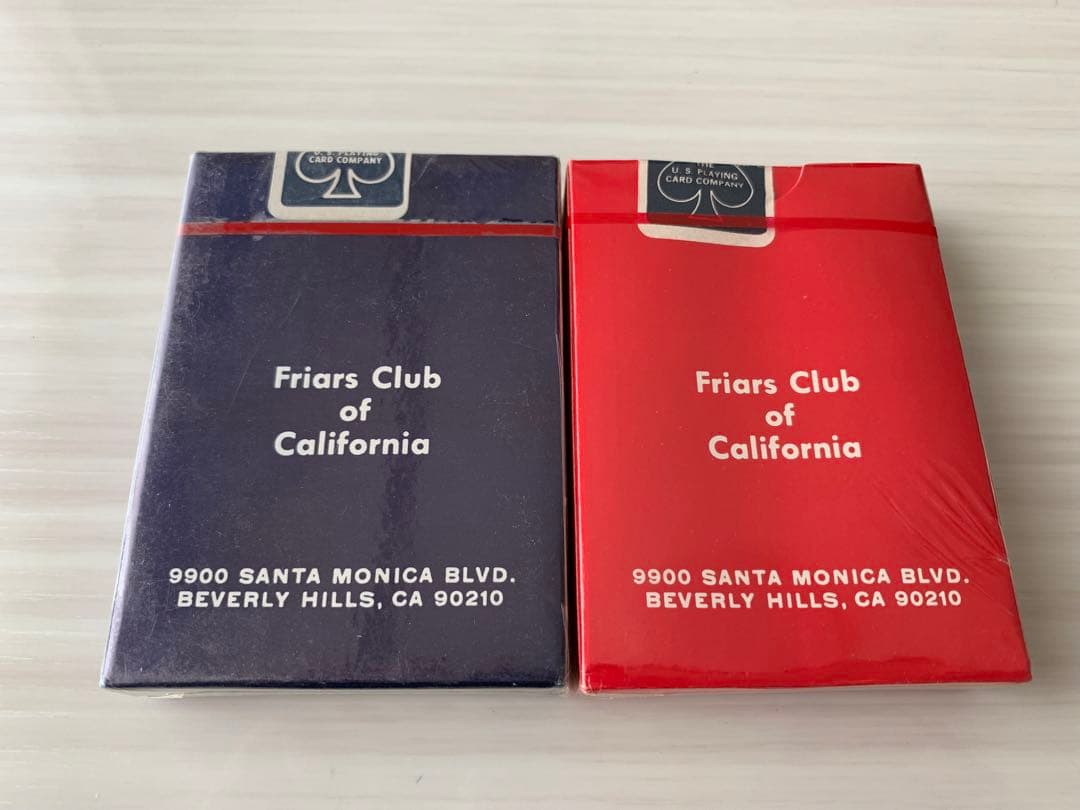 U. S. PLAYING
CARD COMPANY
Friars Club
of
California
9900 SANTA MONICA BLVD.
BEVERLY HILLS, CA 90210
THE
U. S. PLAYING
CARD COMPANY
Friars Club
of
California
9900 SANTA MONICA BLVD.
BEVERLY HILLS, CA 90210